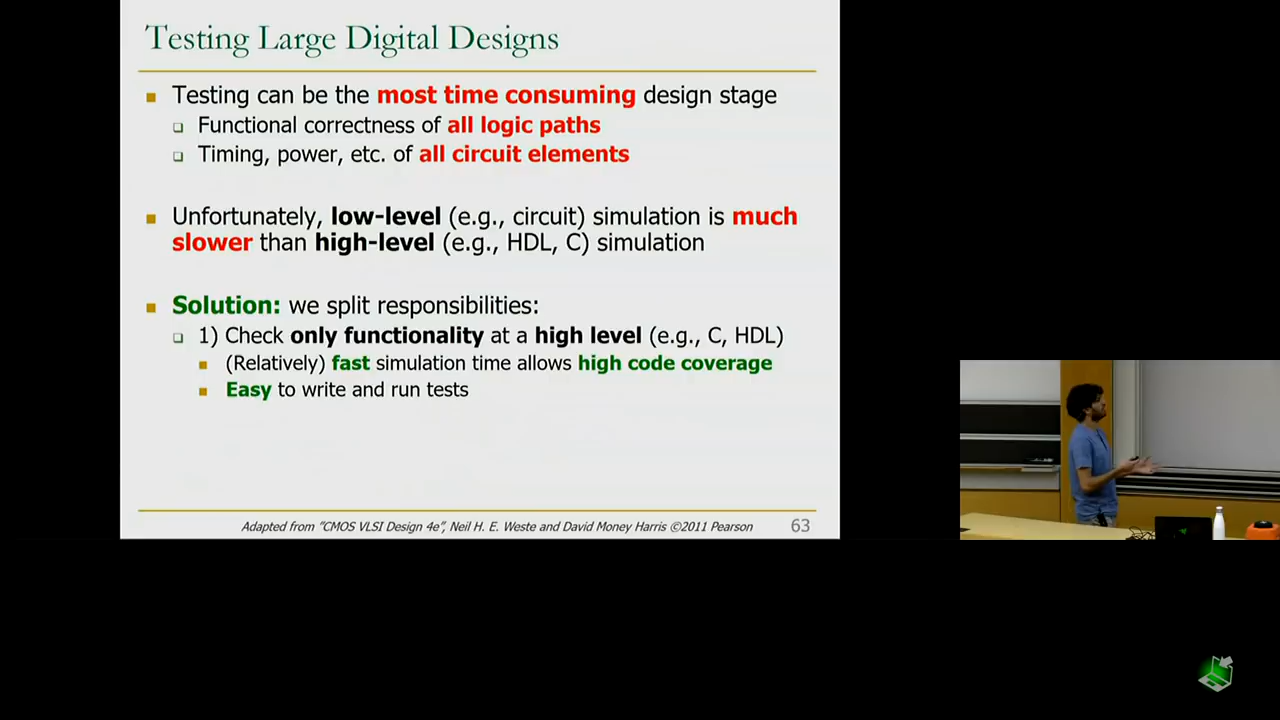 Testing Large Digital Designs
Testing can be the most time consuming design stage
Functional correctness of all logic paths
Timing, power, etc. of all circuit elements
Unfortunately, low-level (e.g., circuit) simulation is much
slower than high-level (e.g., HDL, C) simulation
Solution: we split responsibilities:
1) Check only functionality at a high level (e.g., C, HDL)
(Relatively) fast simulation time allows high code coverage
Easy to write and run tests
Adapted from "CMOS VLSI Design 4e", Neil H. E. Weste and David Money Harris ©2011 Pearson
63